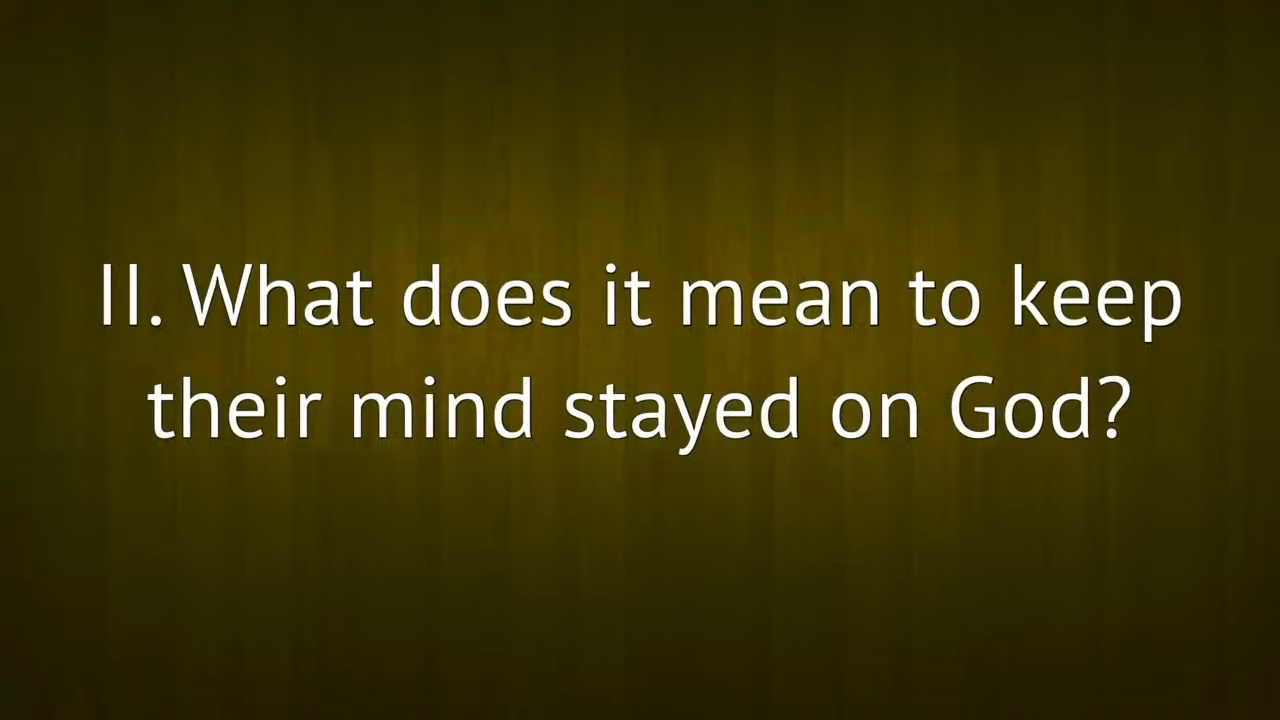 II. What does it mean to keep
their mind stayed on God?